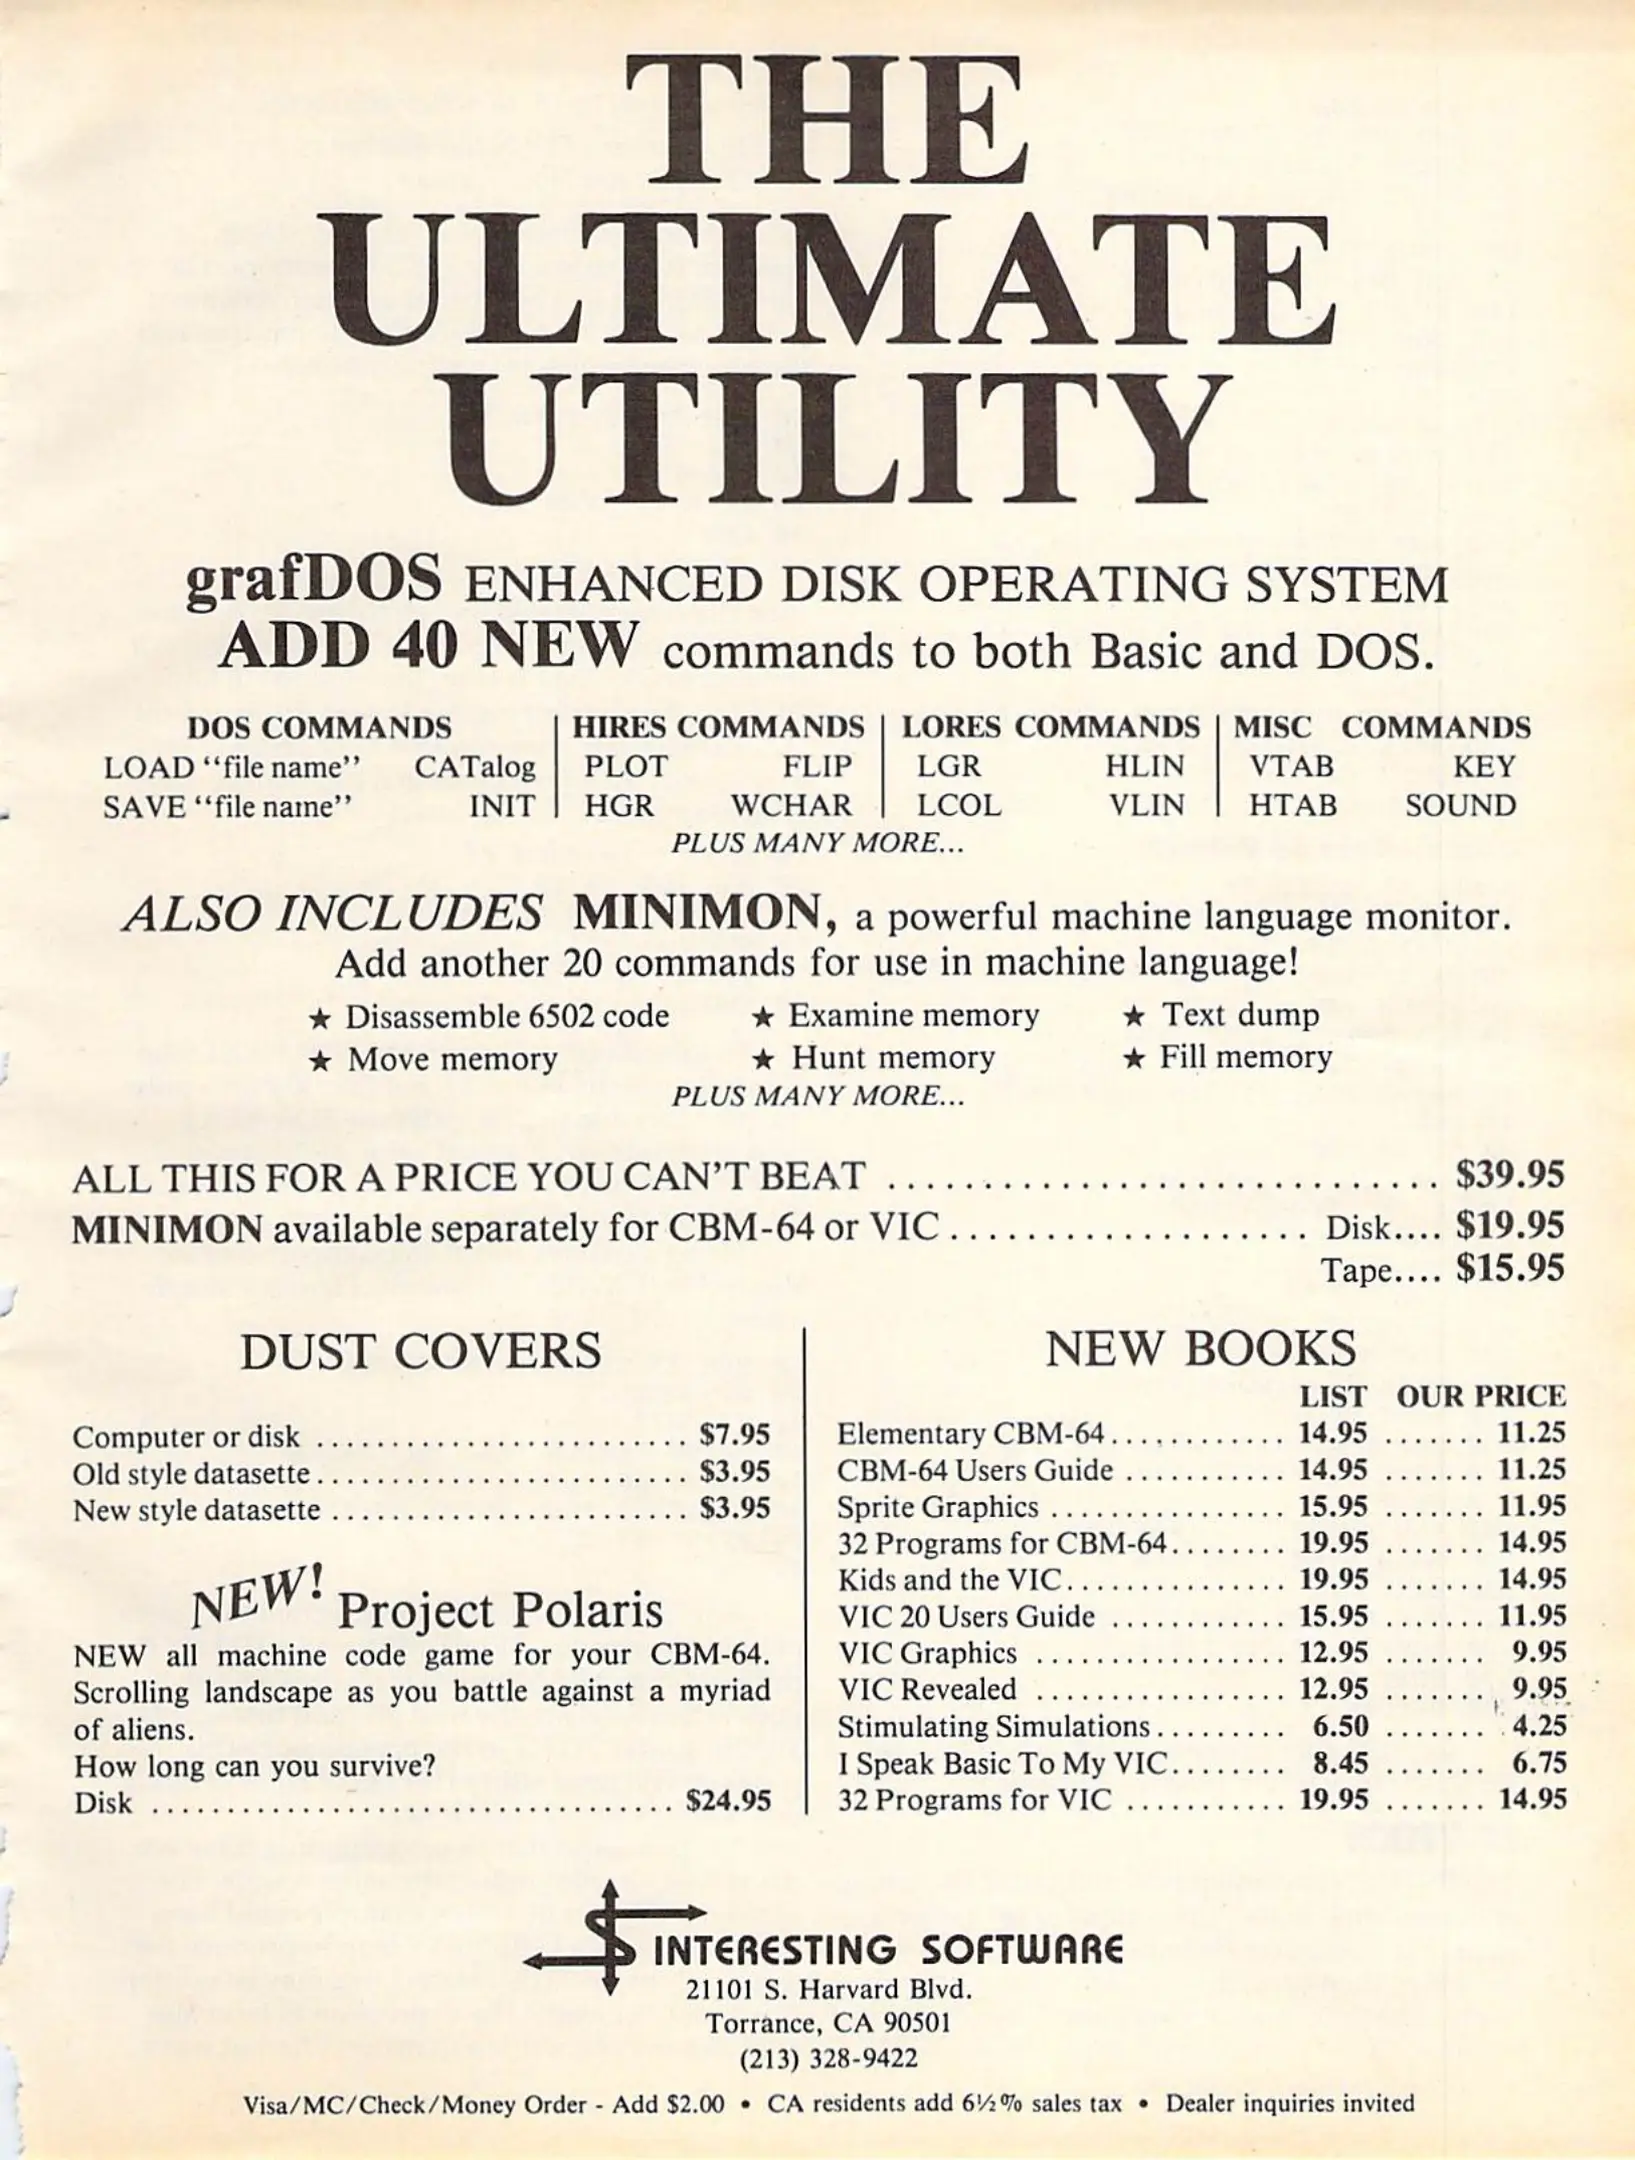 THE
ULTIMATE
UTILITY
grafDOS ENHANCED DISK OPERATING SYSTEM
ADD 40 NEW commands to both Basic and DOS.
DOS COMMANDS
LOAD “file name” CATalog
SAVE “file name” INIT
HIRES COMMANDS
PLOT FLIP
HGR WCHAR
LORES COMMANDS
LGR HLIN
LCOL VLIN
MISC COMMANDS
VTAB KEY
HTAB SOUND
PLUS MANY MORE...
ALSO INCLUDES MINIMON, a powerful machine language monitor.
Add another 20 commands for use in machine language!
★ Disassemble 6502 code ★ Examine memory ★ Text dump
★ Move memory ★ Hunt memory ★ Fill memory
PLUS MANY MORE...
ALL THIS FOR A PRICE YOU CAN'T BEAT .............................. $39.95
MINIMON available separately for CBM-64 or VIC ................... Disk.... $19.95
Tape.... $15.95
DUST COVERS
Computer or disk ......................... $7.95
Old style datasette ......................... $3.95
New style datasette ........................ $3.95
NEW! Project Polaris
NEW all machine code game for your CBM-64.
Scrolling landscape as you battle against a myriad
of aliens.
How long can you survive?
Disk ................................... $24.95
NEW BOOKS
LIST OUR PRICE
Elementary CBM-64 ............ 14.95 ....... 11.25
CBM-64 Users Guide ........... 14.95 ....... 11.25
Sprite Graphics ................ 15.95 ....... 11.95
32 Programs for CBM-64 ........ 19.95 ....... 14.95
Kids and the VIC ............... 19.95 ....... 14.95
VIC 20 Users Guide ............ 15.95 ....... 11.95
VIC Graphics ................. 12.95 ....... 9.95
VIC Revealed ................. 12.95 ....... 9.95
Stimulating Simulations ......... 6.50 ....... 4.25
I Speak Basic To My VIC ........ 8.45 ....... 6.75
32 Programs for VIC ........... 19.95 ....... 14.95
INTERESTING SOFTWARE
21101 S. Harvard Blvd.
Torrance, CA 90501
(213) 328-9422
Visa/MC/Check/Money Order - Add $2.00 • CA residents add 6½% sales tax • Dealer inquiries invited